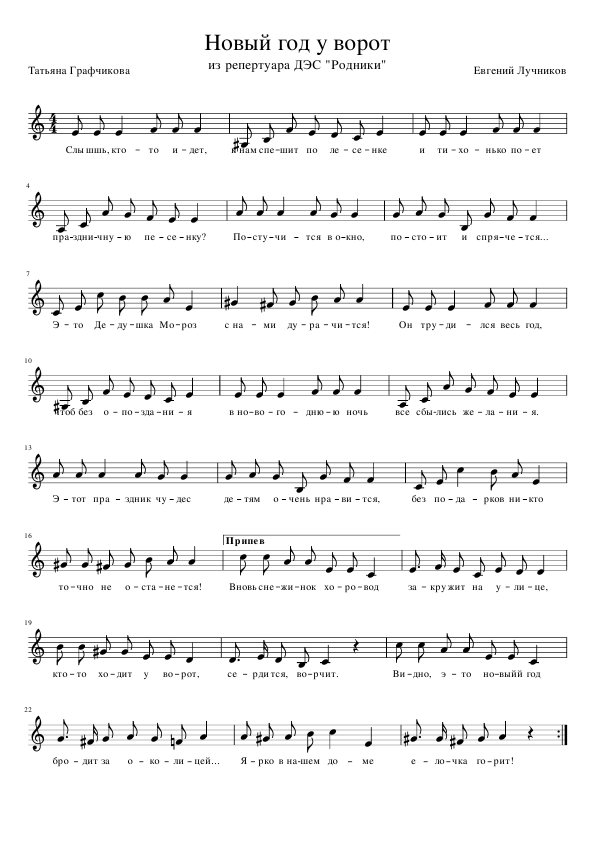 Новый год у ворот
из репертуара ДЭС "Родники"
Татьяна Графчикова
Евгений Лучников
Слышшь, кто – то и – дет, к нам спе – шит по ле – се – нке и ти – хо – нько по – ет
4
пра – здни – чну – ю пе – се – нку? По – сту – чи – тся в о – кно, по – сто – ит и спря – че – тся...
7
Э – то Де – ду – шка Мо – роз с на – ми ду – ра – чи – тся! Он тру – ди – лся весь год,
10
чтоб без о – по – зда – ни – я в но – во – го – дню – ю ночь все сбы – лись же – ла – ни – я.
13
Э – тот пра – здник чу – дес де – тям о – чень нра – ви – тся, без по – да – рков ни – кто
16
Припев
то – чно не о – ста – не – тся! Вновь сне – жи – нок хо – ро – вод за – кру – жит на у – ли – це,
19
кто – то хо – дит у во – рот, се – рди – тся, во – рчит. Ви – дно, э – то но – выйй год
22
бро – дит за о – ко – ли – цей... Я – рко в на – шем до – ме е – ло – чка го – рит!